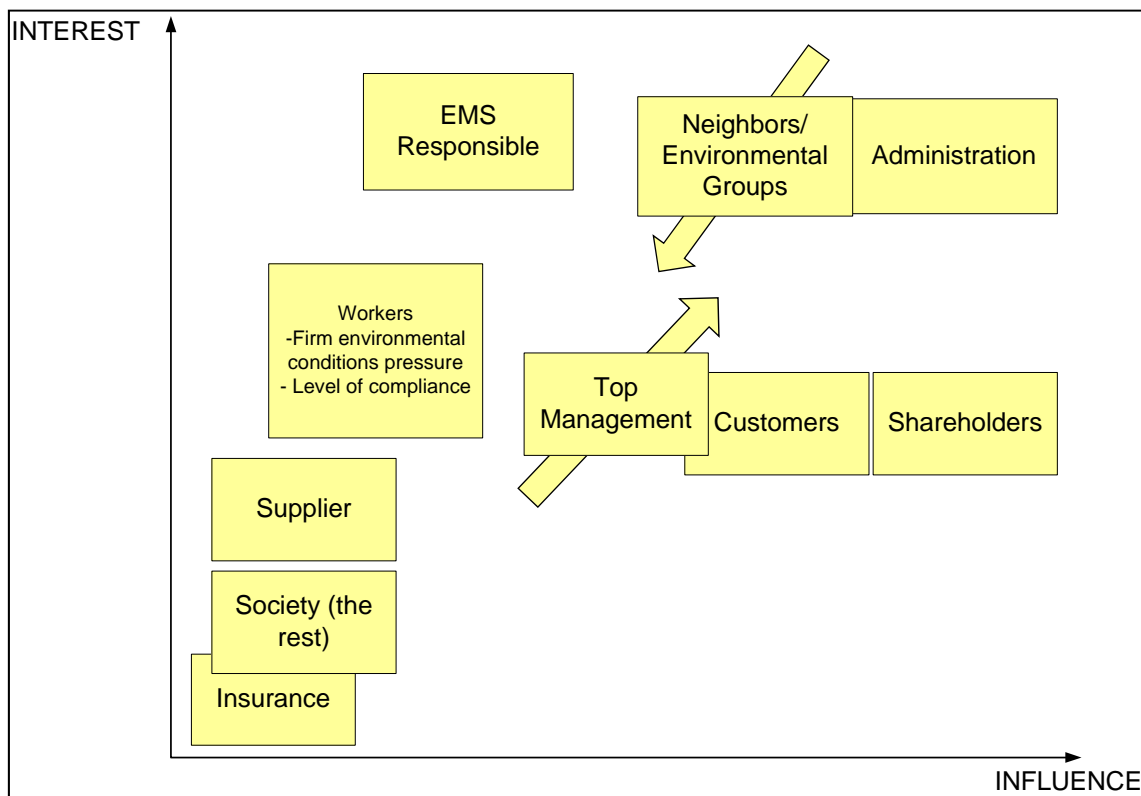 INTEREST
EMS
Responsible
Neighbors/
Environmental
Groups
Administration
Workers
-Firm environmental
conditions pressure
- Level of compliance
Top
Management
Customers
Shareholders
Supplier
Society (the
rest)
Insurance
INFLUENCE